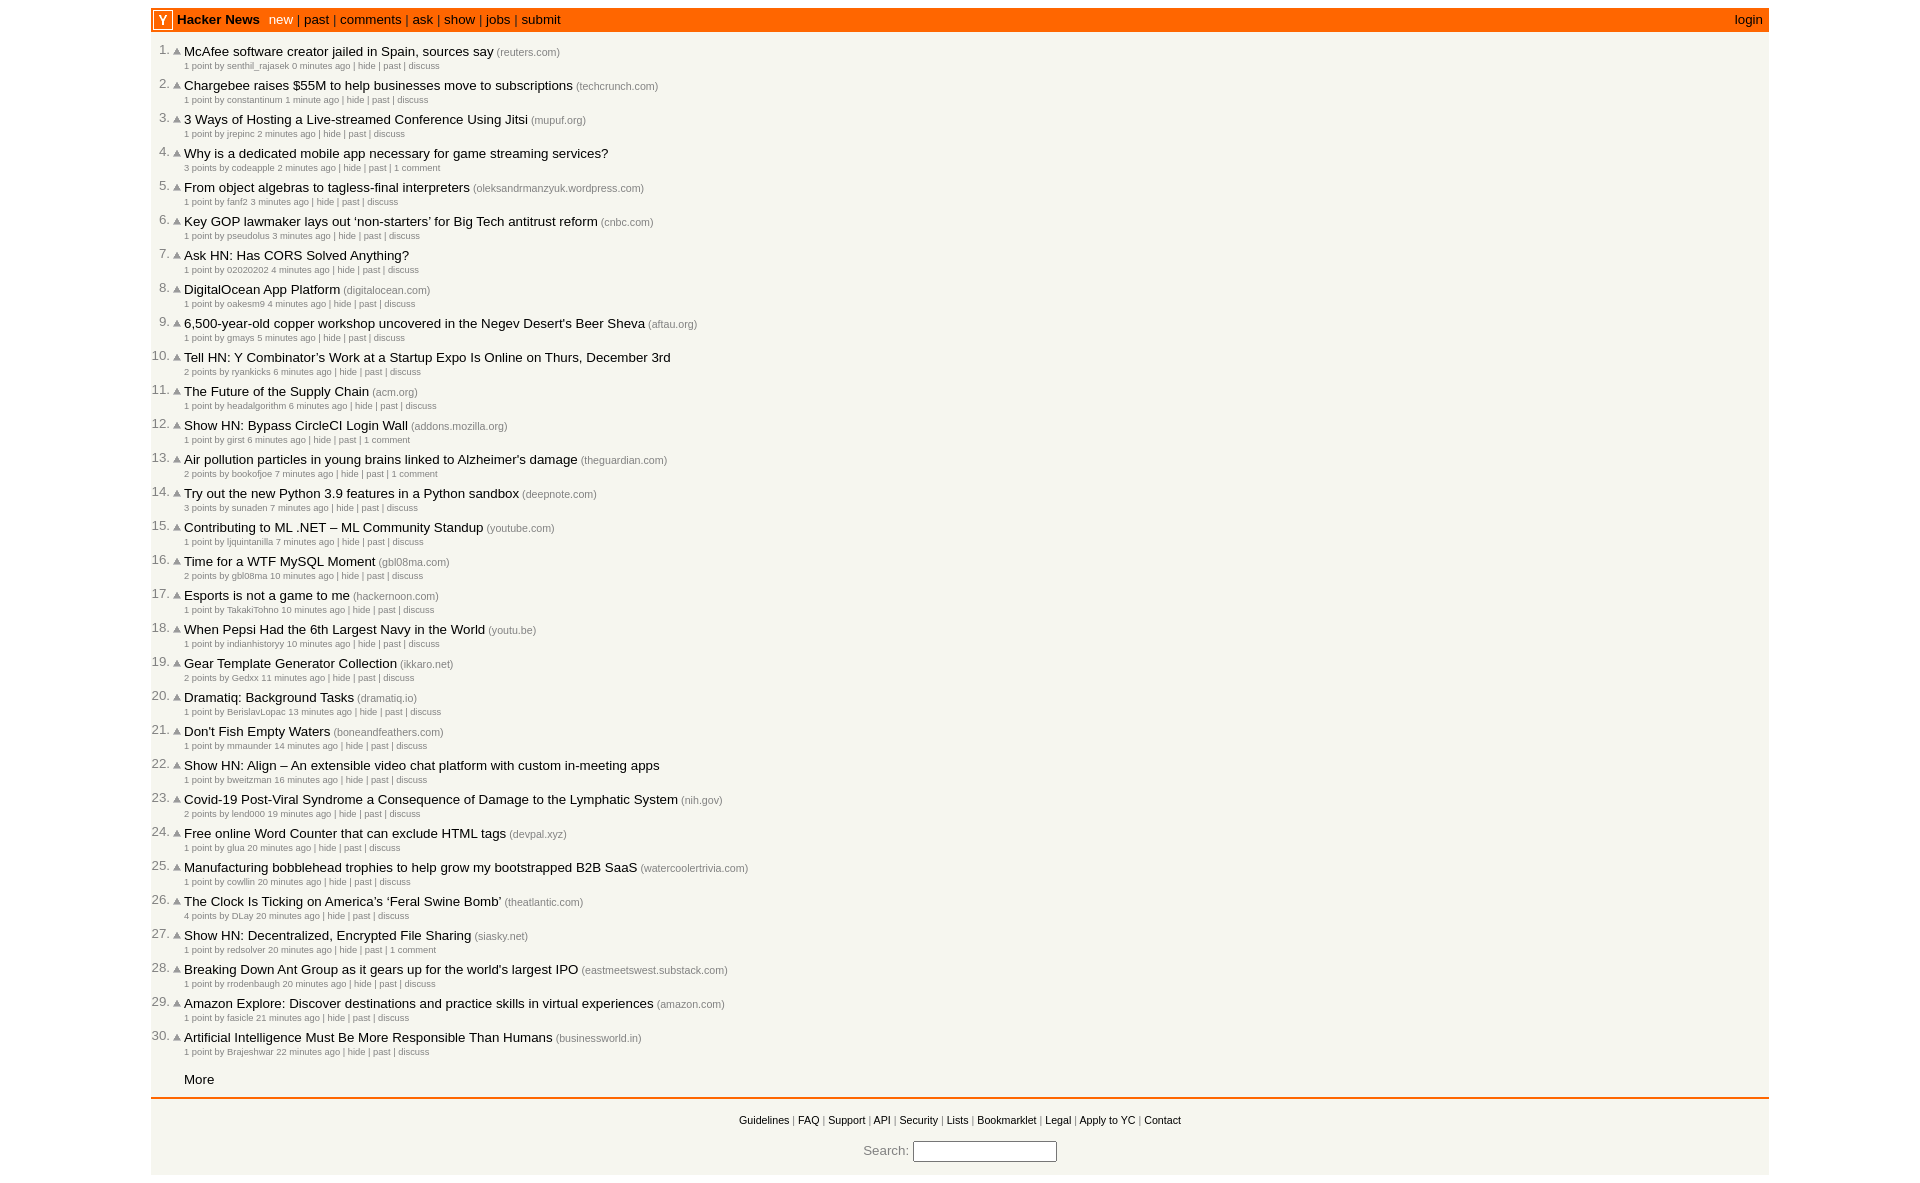 Y Hacker News new | past | comments | ask | show | jobs | submit login
1. McAfee software creator jailed in Spain, sources say (reuters.com)
1 point by senthil_rajasek 0 minutes ago | hide | past | discuss
2. Chargebee raises $55M to help businesses move to subscriptions (techcrunch.com)
1 point by constantinum 1 minute ago | hide | past | discuss
3. 3 Ways of Hosting a Live-streamed Conference Using Jitsi (mupuf.org)
1 point by jrepinc 2 minutes ago | hide | past | discuss
4. Why is a dedicated mobile app necessary for game streaming services?
3 points by codeapple 2 minutes ago | hide | past | 1 comment
5. From object algebras to tagless-final interpreters (oleksandrmanzyuk.wordpress.com)
1 point by fanf2 3 minutes ago | hide | past | discuss
6. Key GOP lawmaker lays out ‘non-starters’ for Big Tech antitrust reform (cnbc.com)
1 point by pseudolus 3 minutes ago | hide | past | discuss
7. Ask HN: Has CORS Solved Anything?
1 point by 02020202 4 minutes ago | hide | past | discuss
8. DigitalOcean App Platform (digitalocean.com)
1 point by oakesm9 4 minutes ago | hide | past | discuss
9. 6,500-year-old copper workshop uncovered in the Negev Desert's Beer Sheva (aftau.org)
1 point by gmays 5 minutes ago | hide | past | discuss
10. Tell HN: Y Combinator’s Work at a Startup Expo Is Online on Thurs, December 3rd
2 points by ryankicks 6 minutes ago | hide | past | discuss
11. The Future of the Supply Chain (acm.org)
1 point by headalgorithm 6 minutes ago | hide | past | discuss
12. Show HN: Bypass CircleCI Login Wall (addons.mozilla.org)
1 point by girst 6 minutes ago | hide | past | 1 comment
13. Air pollution particles in young brains linked to Alzheimer's damage (theguardian.com)
2 points by bookofjoe 7 minutes ago | hide | past | 1 comment
14. Try out the new Python 3.9 features in a Python sandbox (deepnote.com)
3 points by sunaden 7 minutes ago | hide | past | discuss
15. Contributing to ML .NET – ML Community Standup (youtube.com)
1 point by ljquintanilla 7 minutes ago | hide | past | discuss
16. Time for a WTF MySQL Moment (gbl08ma.com)
2 points by gbl08ma 10 minutes ago | hide | past | discuss
17. Esports is not a game to me (hackernoon.com)
1 point by TakakiTohno 10 minutes ago | hide | past | discuss
18. When Pepsi Had the 6th Largest Navy in the World (youtu.be)
1 point by indianhistoryy 10 minutes ago | hide | past | discuss
19. Gear Template Generator Collection (ikkaro.net)
2 points by Gedxx 11 minutes ago | hide | past | discuss
20. Dramatiq: Background Tasks (dramatiq.io)
1 point by BerislavLopac 13 minutes ago | hide | past | discuss
21. Don't Fish Empty Waters (boneandfeathers.com)
1 point by mmaunder 14 minutes ago | hide | past | discuss
22. Show HN: Align – An extensible video chat platform with custom in-meeting apps
1 point by bweitzman 16 minutes ago | hide | past | discuss
23. Covid-19 Post-Viral Syndrome a Consequence of Damage to the Lymphatic System (nih.gov)
2 points by lend000 19 minutes ago | hide | past | discuss
24. Free online Word Counter that can exclude HTML tags (devpal.xyz)
1 point by glua 20 minutes ago | hide | past | discuss
25. Manufacturing bobblehead trophies to help grow my bootstrapped B2B SaaS (watercoolertrivia.com)
1 point by cowllin 20 minutes ago | hide | past | discuss
26. The Clock Is Ticking on America’s ‘Feral Swine Bomb’ (theatlantic.com)
4 points by DLay 20 minutes ago | hide | past | discuss
27. Show HN: Decentralized, Encrypted File Sharing (siasky.net)
1 point by redsolver 20 minutes ago | hide | past | 1 comment
28. Breaking Down Ant Group as it gears up for the world's largest IPO (eastmeetswest.substack.com)
1 point by rrodenbaugh 20 minutes ago | hide | past | discuss
29. Amazon Explore: Discover destinations and practice skills in virtual experiences (amazon.com)
1 point by fasicle 21 minutes ago | hide | past | discuss
30. Artificial Intelligence Must Be More Responsible Than Humans (businessworld.in)
1 point by Brajeshwar 22 minutes ago | hide | past | discuss
More
Guidelines | FAQ | Support | API | Security | Lists | Bookmarklet | Legal | Apply to YC | Contact
Search: